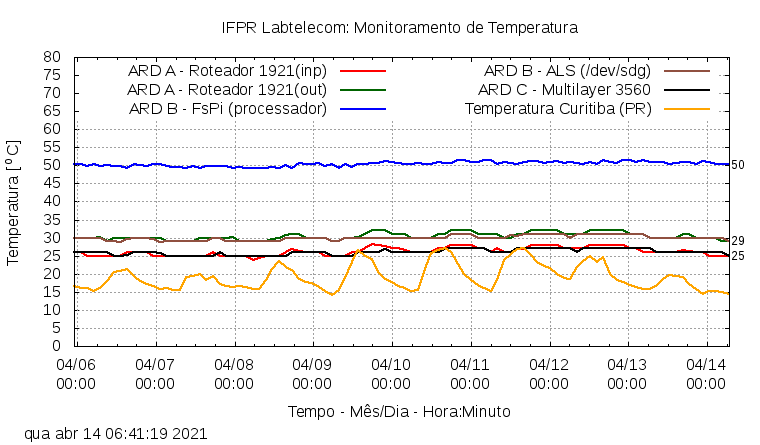 IFPR Labtelecom: Monitoramento de Temperatura
ARD A - Roteador 1921(inp)
ARD A - Roteador 1921(out)
ARD B - FsPi (processador)
ARD B - ALS (/dev/sdg)
ARD C - Multilayer 3560
Temperatura Curitiba (PR)
Temperatura [ºC]
80
75
70
65
60
55
50
45
40
35
30
25
20
15
10
5
0
50
29
25
04/06 04/07 04/08 04/09 04/10 04/11 04/12 04/13 04/14
00:00 00:00 00:00 00:00 00:00 00:00 00:00 00:00 00:00
Tempo - Mês/Dia - Hora:Minuto
qua abr 14 06:41:19 2021